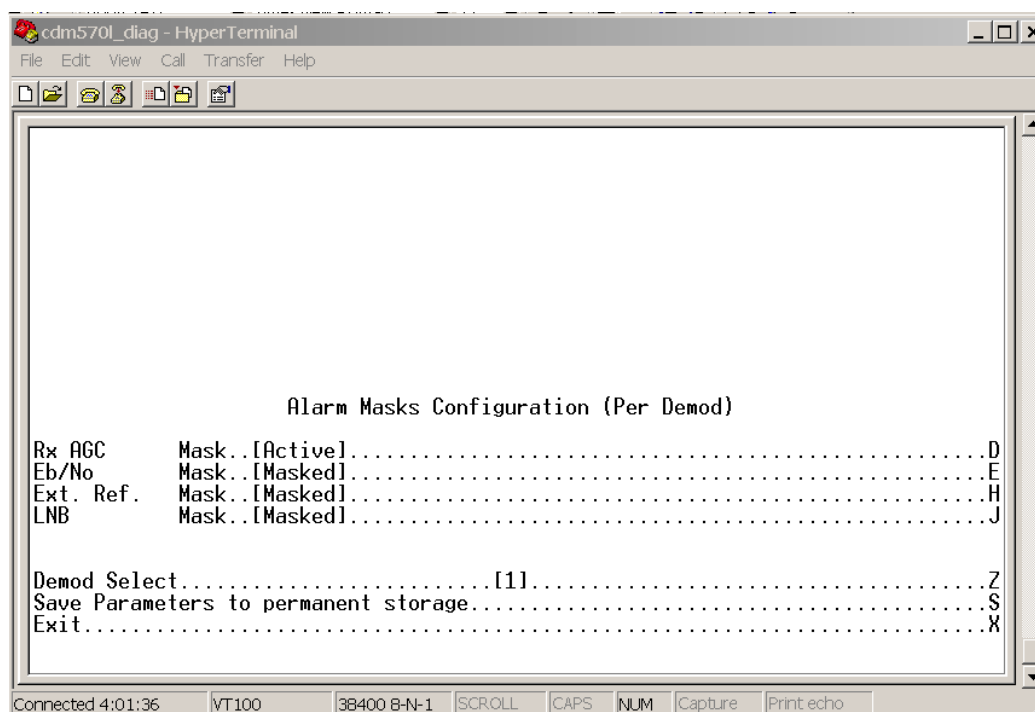 cdm570l_diag - HyperTerminal
File Edit View Call Transfer Help
Alarm Masks Configuration (Per Demod)
Rx AGC Mask..[Active].....................................................D
Eb/No Mask..[Masked].....................................................E
Ext. Ref. Mask..[Masked].....................................................H
LNB Mask..[Masked].....................................................J
Demod Select..........................[1]......................................Z
Save Parameters to permanent storage...........................................S
Exit...........................................................................X
Connected 4:01:36 VT100 38400 8-N-1 SCROLL CAPS NUM Capture Print echo